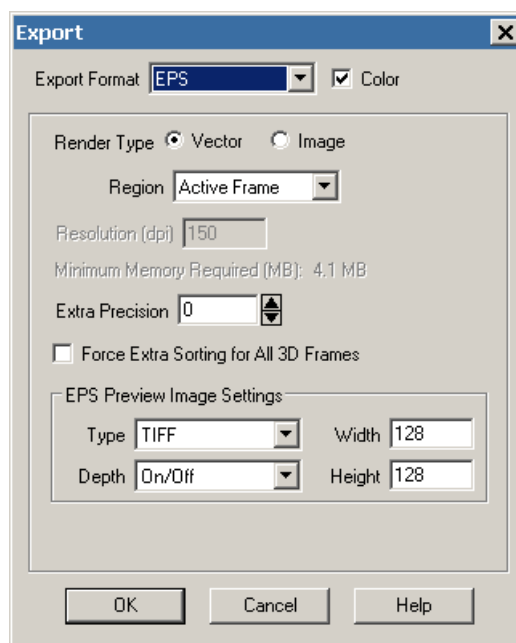 Export
Export Format EPS Color
Render Type Vector Image
Region Active Frame
Resolution (dpi) 150
Minimum Memory Required (MB): 4.1 MB
Extra Precision 0
Force Extra Sorting for All 3D Frames
EPS Preview Image Settings
Type TIFF Width 128
Depth On/Off Height 128
OK Cancel Help